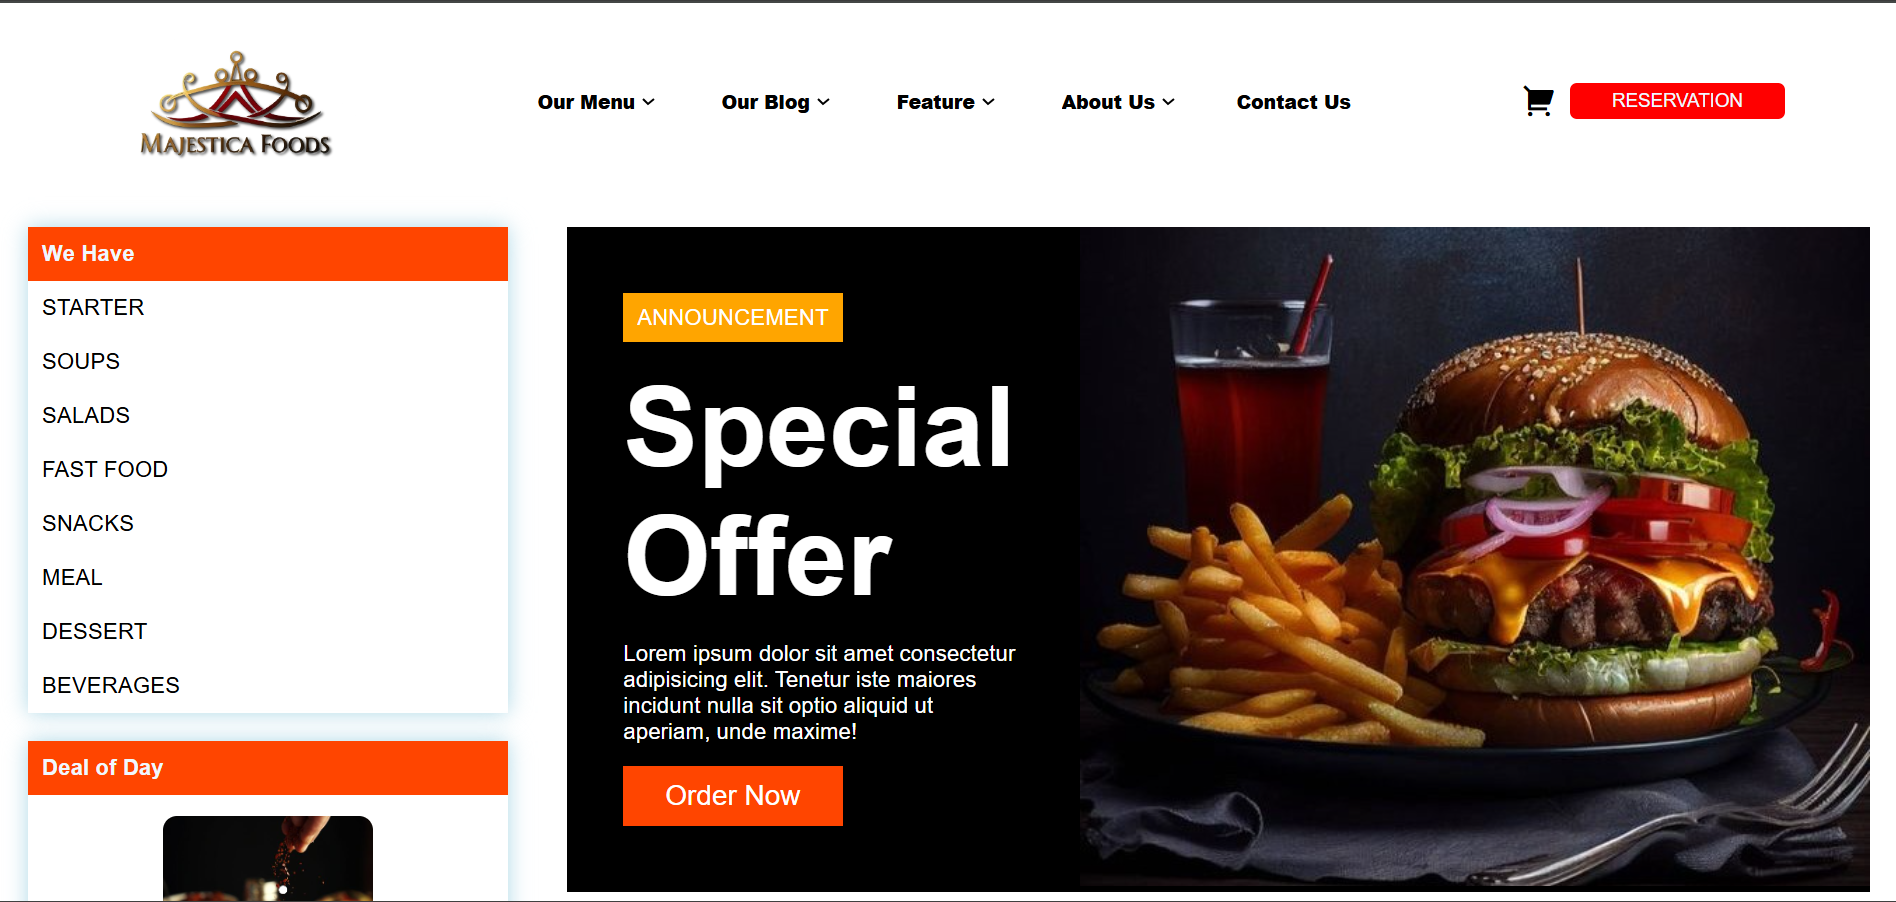 MAJESTICA FOODS
Our Menu
Our Blog
Feature
About Us
Contact Us
RESERVATION
We Have
STARTER
SOUPS
SALADS
FAST FOOD
SNACKS
MEAL
DESSERT
BEVERAGES
Deal of Day
ANNOUNCEMENT
Special
Offer
Lorem ipsum dolor sit amet consectetur
adipisicing elit. Tenetur iste maiores
incidunt nulla sit optio aliquid ut
aperiam, unde maxime!
Order Now